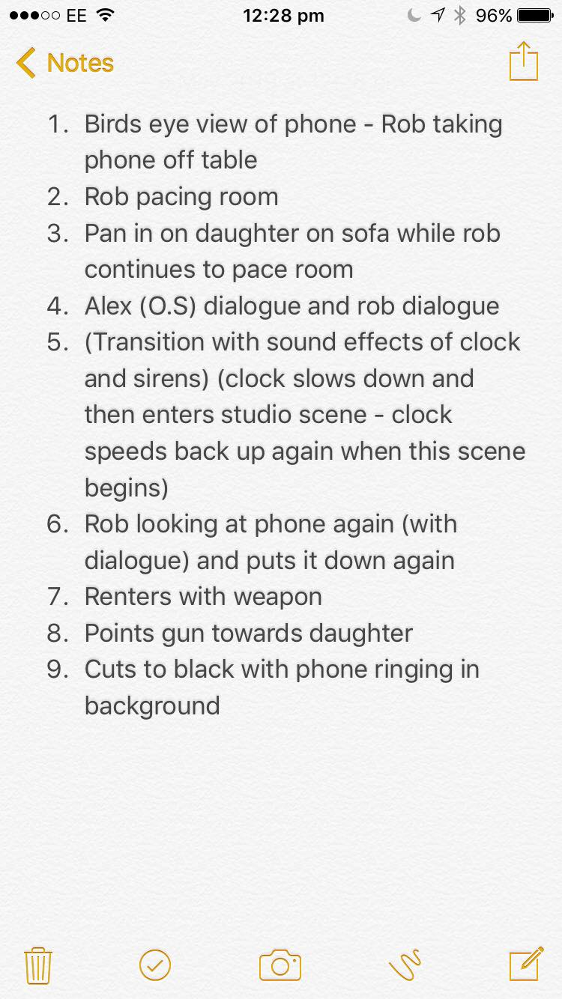 EE 12:28 pm 96%
Notes
1. Birds eye view of phone - Rob taking
phone off table
2. Rob pacing room
3. Pan in on daughter on sofa while rob
continues to pace room
4. Alex (O.S) dialogue and rob dialogue
5. (Transition with sound effects of clock
and sirens) (clock slows down and
then enters studio scene - clock
speeds back up again when this scene
begins)
6. Rob looking at phone again (with
dialogue) and puts it down again
7. Renters with weapon
8. Points gun towards daughter
9. Cuts to black with phone ringing in
background